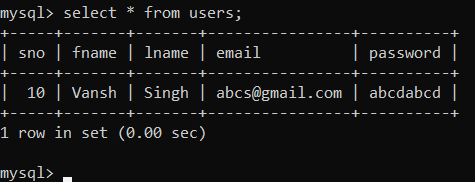 mysql> select * from users;
+-----+-------+-------+----------------+----------+
| sno | fname | lname | email          | password |
+-----+-------+-------+----------------+----------+
|  10 | Vansh | Singh | abcs@gmail.com | abcdabcd |
+-----+-------+-------+----------------+----------+
1 row in set (0.00 sec)
mysql>